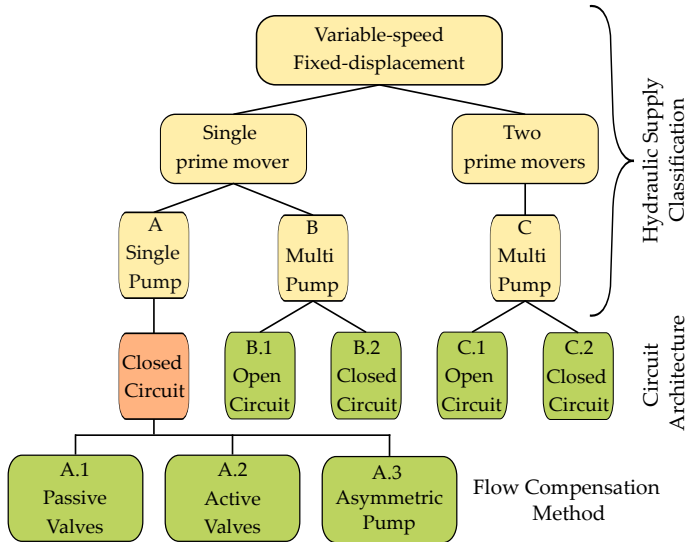 Variable-speed
Fixed-displacement
Single
prime mover
Two
prime movers
Hydraulic Supply
Classification
A
Single
Pump
B
Multi
Pump
C
Multi
Pump
Closed
Circuit
B.1
Open
Circuit
B.2
Closed
Circuit
C.1
Open
Circuit
C.2
Closed
Circuit
Circuit
Architecture
A.1
Passive
Valves
A.2
Active
Valves
A.3
Asymmetric
Pump
Flow Compensation
Method